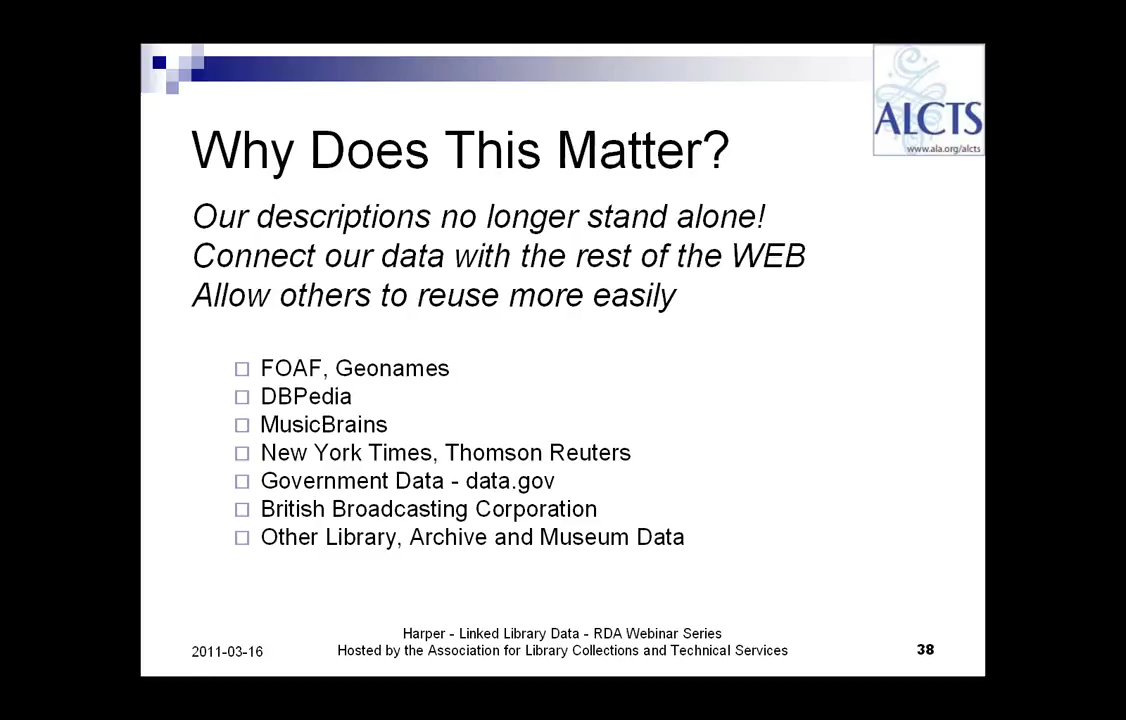 ALCTS
www.ala.org/alcts
Why Does This Matter?
Our descriptions no longer stand alone!
Connect our data with the rest of the WEB
Allow others to reuse more easily
FOAF, Geonames
DBPedia
MusicBrains
New York Times, Thomson Reuters
Government Data - data.gov
British Broadcasting Corporation
Other Library, Archive and Museum Data
2011-03-16
Harper - Linked Library Data - RDA Webinar Series
Hosted by the Association for Library Collections and Technical Services
38